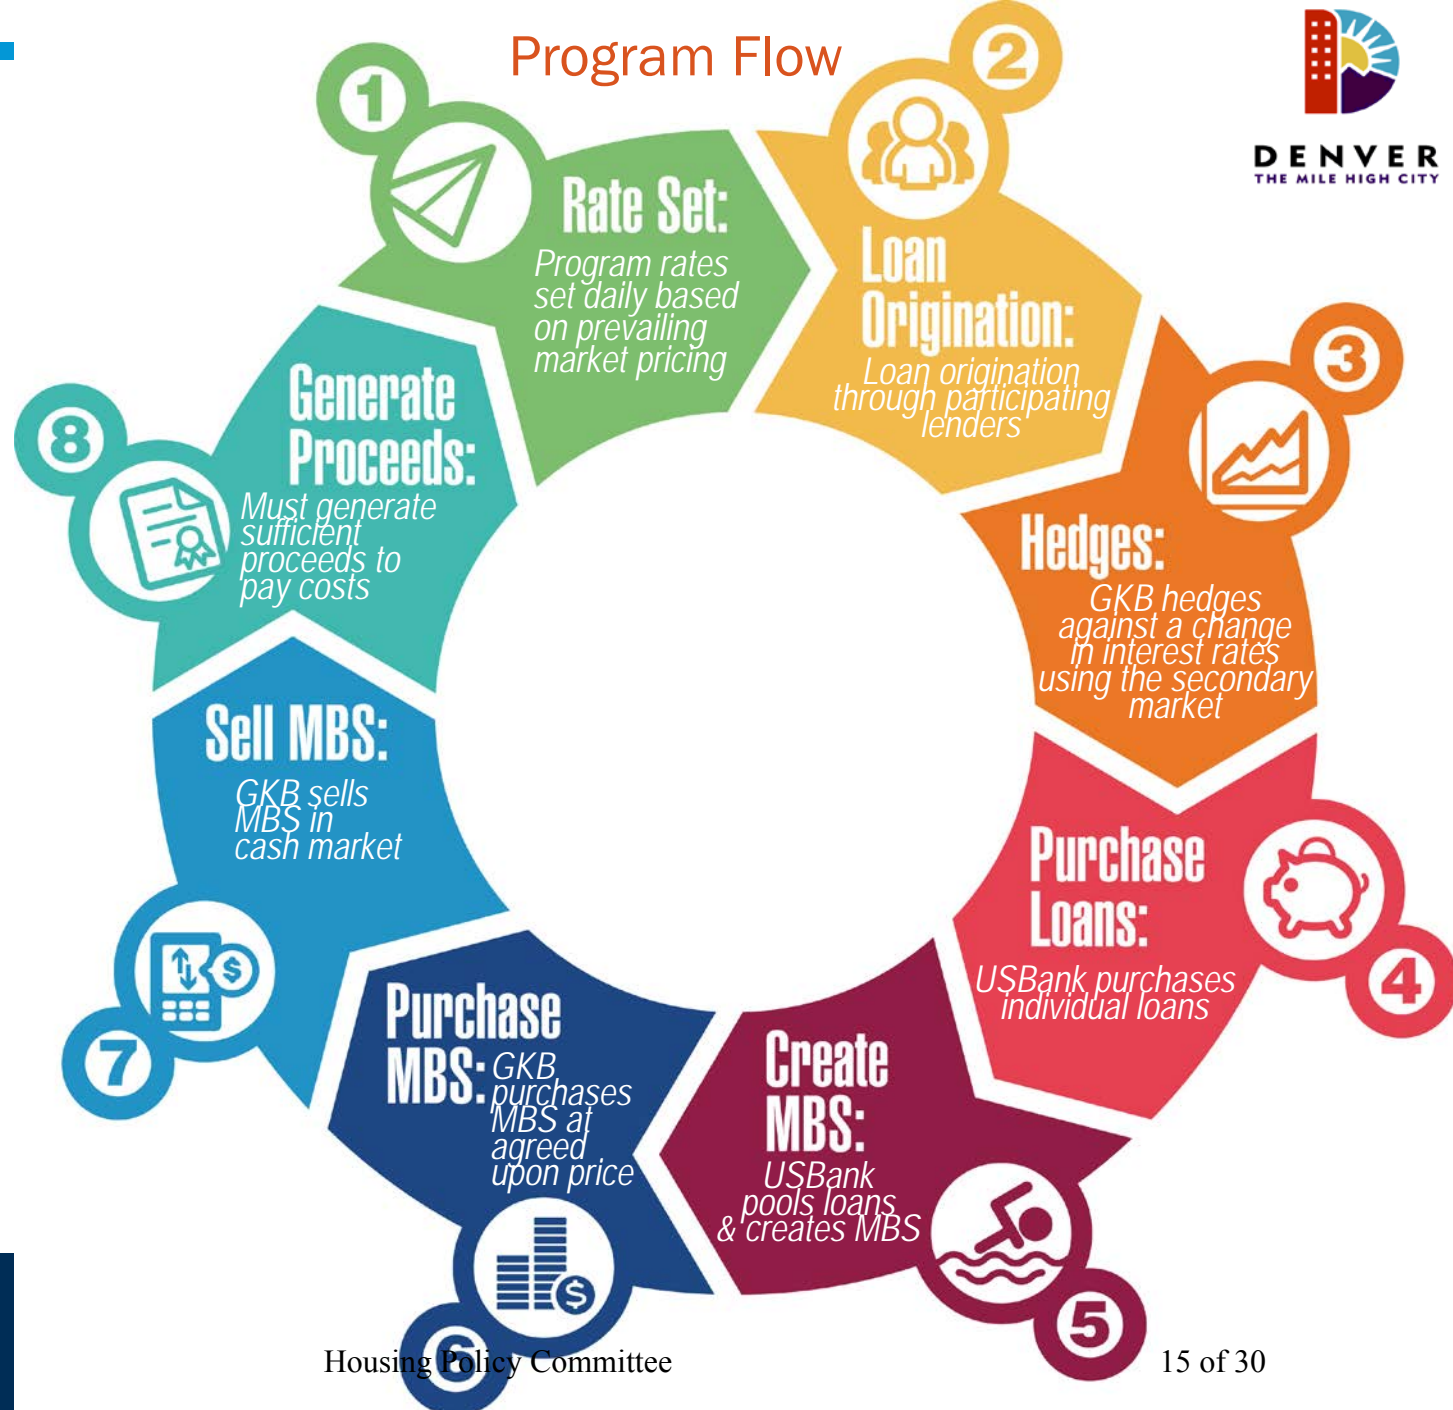 Program Flow
DENVER
THE MILE HIGH CITY
1
Rate Set:
Program rates
set daily based
on prevailing
market pricing
2
Loan
Origination:
Loan origination
through participating
lenders
3
Hedges:
GKB hedges
against a change
in interest rates
using the secondary
market
4
Purchase
Loans:
USBank purchases
individual loans
5
Create
MBS:
USBank
pools loans
& creates MBS
6
Purchase
MBS:
GKB
purchases
MBS at
agreed
upon price
$
7
Sell MBS:
GKB sells
MBS in
cash market
$
8
Generate
Proceeds:
Must generate
sufficient
proceeds to
pay costs
Housing Policy Committee
15 of 30